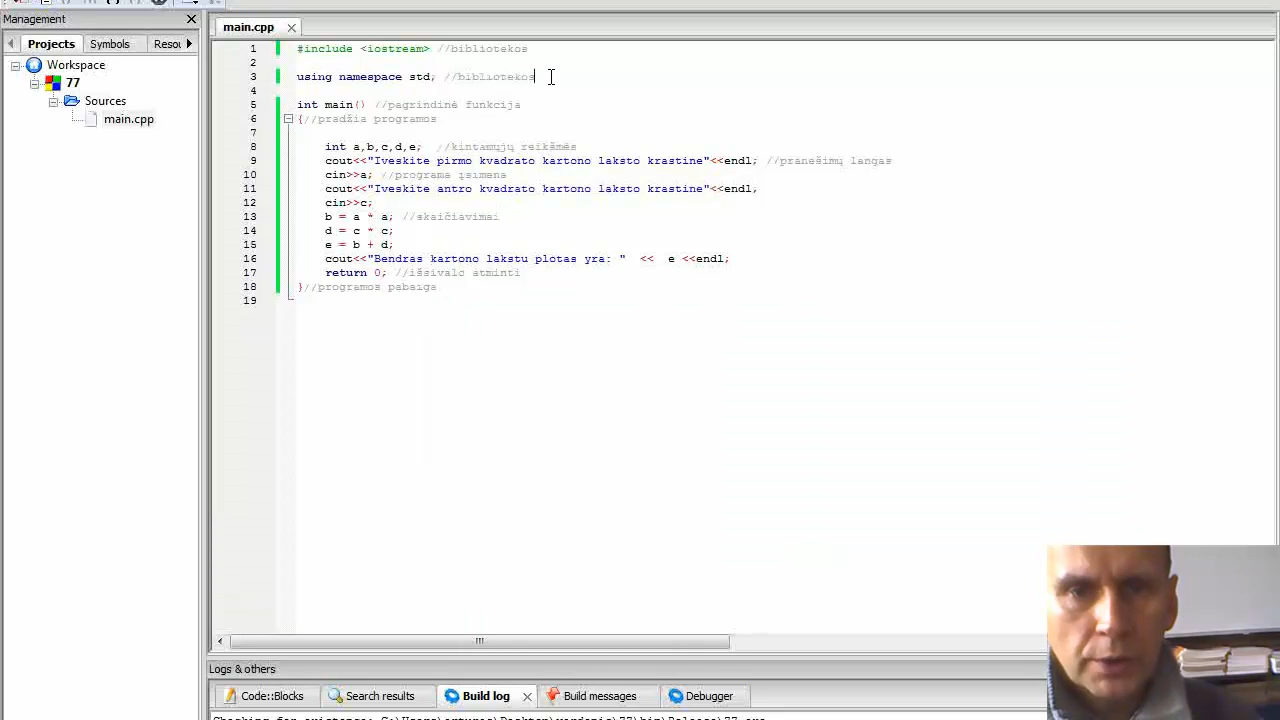 Management
main.cpp
Projects
Symbols
Resou
Workspace
77
Sources
main.cpp
1 #include <iostream> //bibliotekos
2
3 using namespace std; //bibliotekos
4
5 int main() //pagrindinė funkcija
6 {//pradžia programos
7
8 int a,b,c,d,e; //kintamųjų reikāmės
9 cout<<"Iveskite pirmo kvadrato kartono laksto krastine"<<endl; //pranešimų langas
10 cin>>a; //programa įsimena
11 cout<<"Iveskite antro kvadrato kartono laksto krastine"<<endl;
12 cin>>c;
13 b = a * a; //skaičiavimai
14 d = c * c;
15 e = b + d;
16 cout<<"Bendras kartono lakstu plotas yra: " << e <<endl;
17 return 0; //išsivalo atminti
18 }//programos pabaiga
19
Logs & others
Code::Blocks
Search results
Build log
Build messages
Debugger